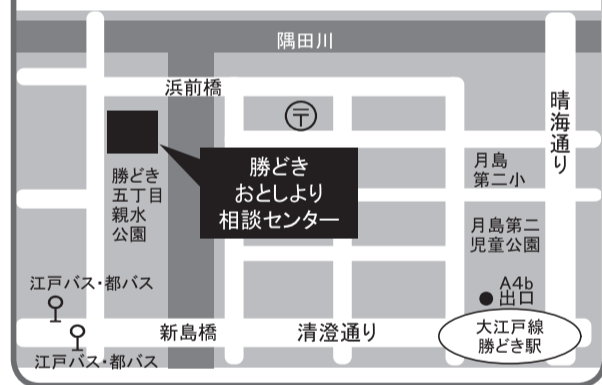 隅田川
浜前橋
〒
晴海通り
勝どき
おとしより
相談センター
勝どき
五丁目
親水
公園
月島
第二小
月島第二
児童公園
江戸バス・都バス
A4b
出口
新島橋
清澄通り
大江戸線
勝どき駅
江戸バス・都バス